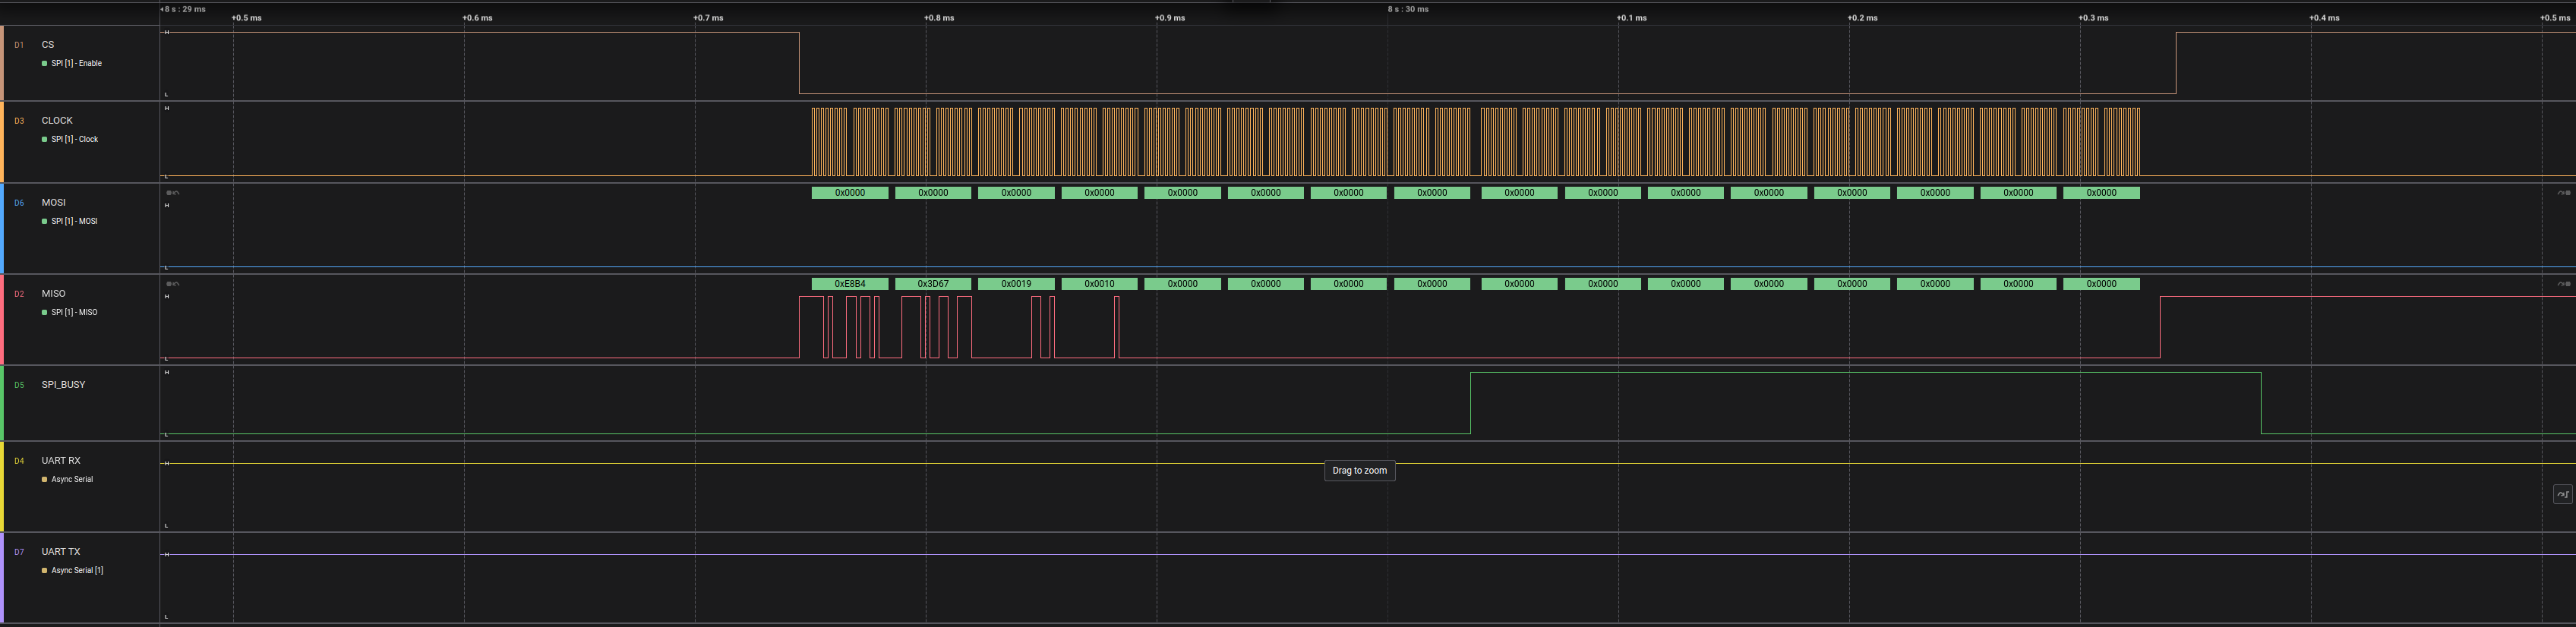 8 s : 29 ms
8 s : 30 ms
+0.5 ms +0.6 ms +0.7 ms +0.8 ms +0.9 ms +0.1 ms +0.2 ms +0.3 ms +0.4 ms +0.5 ms
D1 CS
SPI [1] - Enable
H
L
D3 CLOCK
SPI [1] - Clock
H
L
D6 MOSI
SPI [1] - MOSI
H
L
0x0000 0x0000 0x0000 0x0000 0x0000 0x0000 0x0000 0x0000 0x0000 0x0000 0x0000 0x0000 0x0000 0x0000 0x0000 0x0000
D2 MISO
SPI [1] - MISO
H
L
0xE8B4 0x3D67 0x0019 0x0010 0x0000 0x0000 0x0000 0x0000 0x0000 0x0000 0x0000 0x0000 0x0000 0x0000 0x0000 0x0000
D5 SPI_BUSY
H
L
D4 UART RX
Async Serial
H
L
Drag to zoom
D7 UART TX
Async Serial [1]
H
L